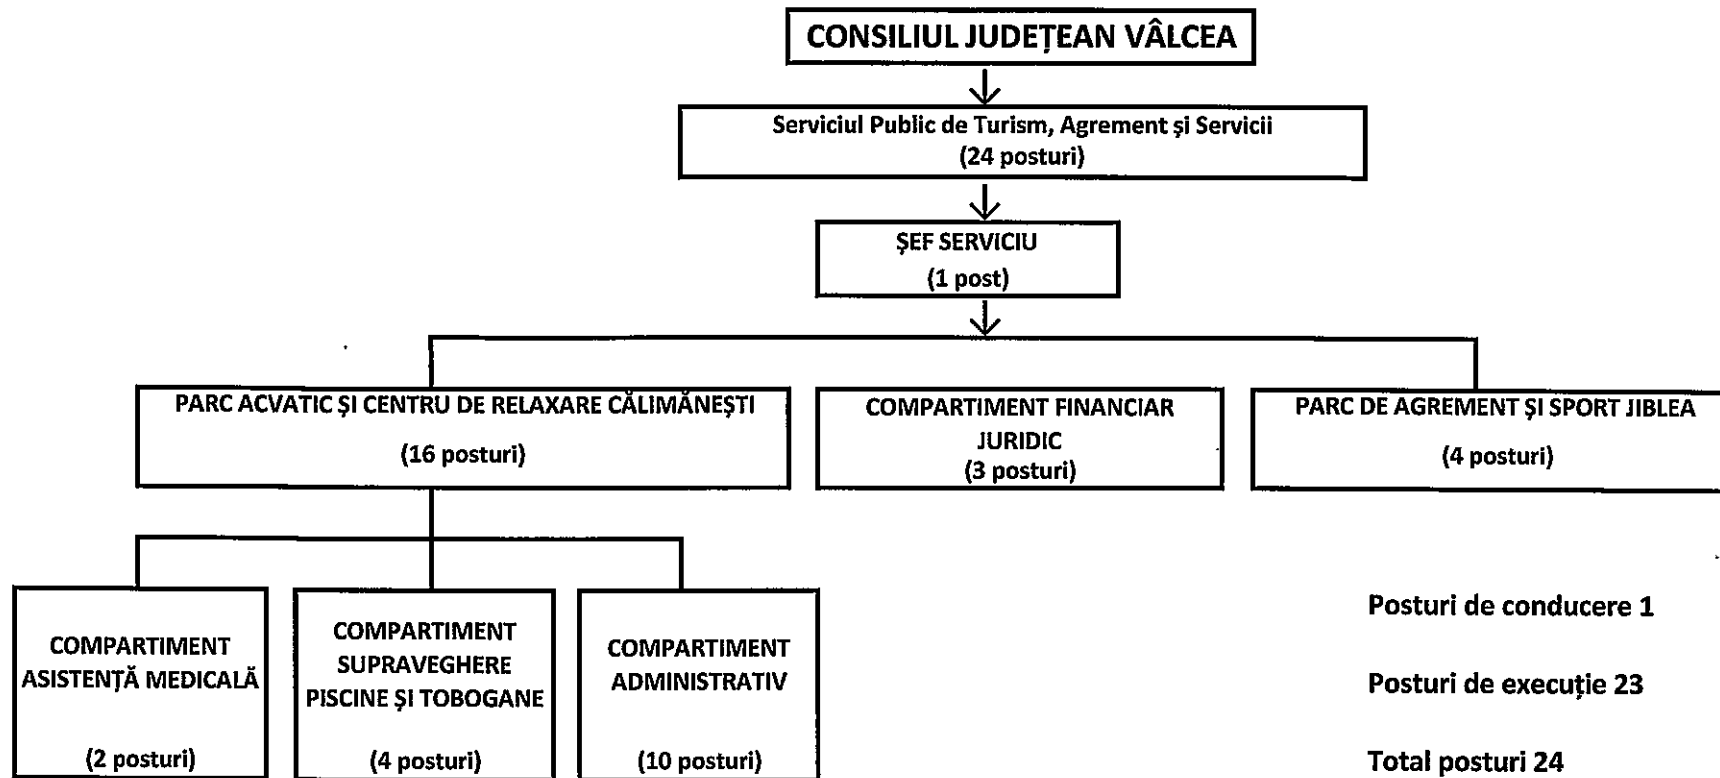 CONSILIUL JUDEȚEAN VÂLCEA
Serviciul Public de Turism, Agrement și Servicii
(24 posturi)
ȘEF SERVICIU
(1 post)
PARC ACVATIC ȘI CENTRU DE RELAXARE CĂLIMĂNEȘTI
(16 posturi)
COMPARTIMENT FINANCIAR
JURIDIC
(3 posturi)
PARC DE AGREMENT ȘI SPORT JIBLEA
(4 posturi)
COMPARTIMENT
ASISTENȚĂ MEDICALĂ
(2 posturi)
COMPARTIMENT
SUPRAVEGHERE
PISCINE ȘI TOBOGANE
(4 posturi)
COMPARTIMENT
ADMINISTRATIV
(10 posturi)
Posturi de conducere 1
Posturi de execuție 23
Total posturi 24